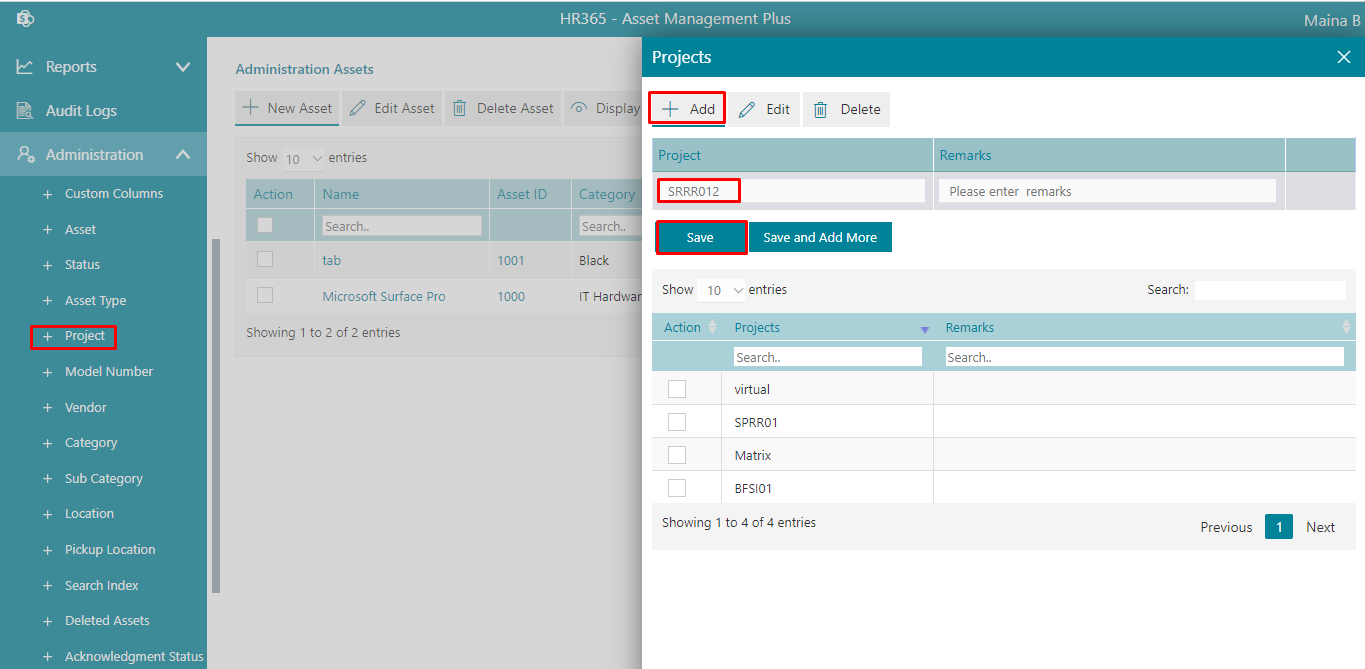 HR365 - Asset Management Plus
Maina B
Reports
Audit Logs
Administration
Custom Columns
Asset
Status
Asset Type
Project
Model Number
Vendor
Category
Sub Category
Location
Pickup Location
Search Index
Deleted Assets
Acknowledgment Status
Administration Assets
New Asset
Edit Asset
Delete Asset
Display
Show 10 entries
Action Name Asset ID Category
Search.. Search..
tab 1001 Black
Microsoft Surface Pro 1000 IT Hardwar
Showing 1 to 2 of 2 entries
Projects
Add Edit Delete
Project Remarks
SRRR012 Please enter remarks
Save Save and Add More
Show 10 entries Search:
Action Projects Remarks
Search.. Search..
virtual
SPRR01
Matrix
BFSI01
Showing 1 to 4 of 4 entries
Previous 1 Next